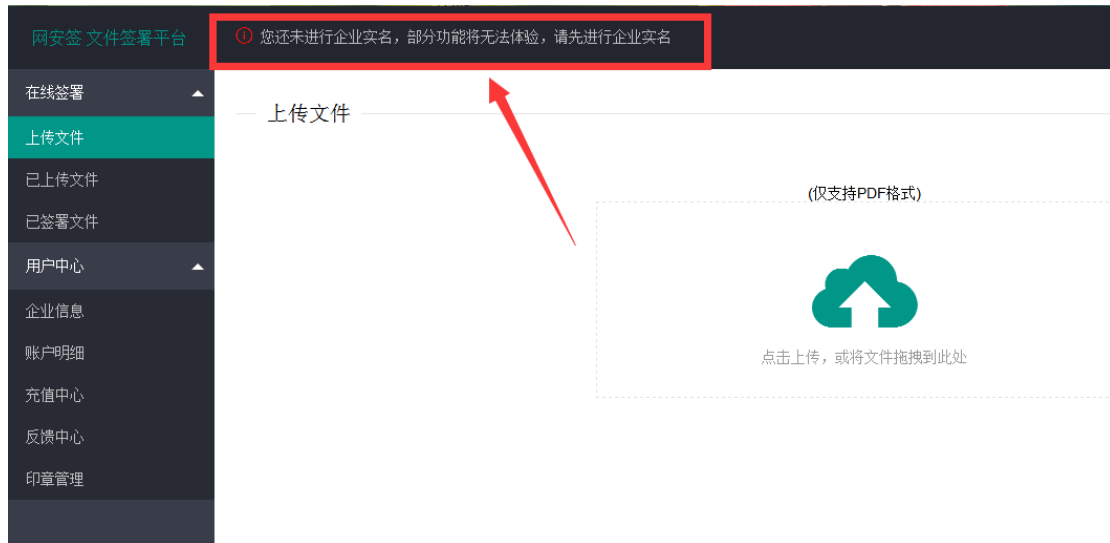 网安签 文件签署平台
您还未进行企业实名，部分功能将无法体验，请先进行企业实名
在线签署
上传文件
已上传文件
已签署文件
用户中心
企业信息
账户明细
充值中心
反馈中心
印章管理
上传文件
(仅支持PDF格式)
点击上传，或将文件拖拽到此处